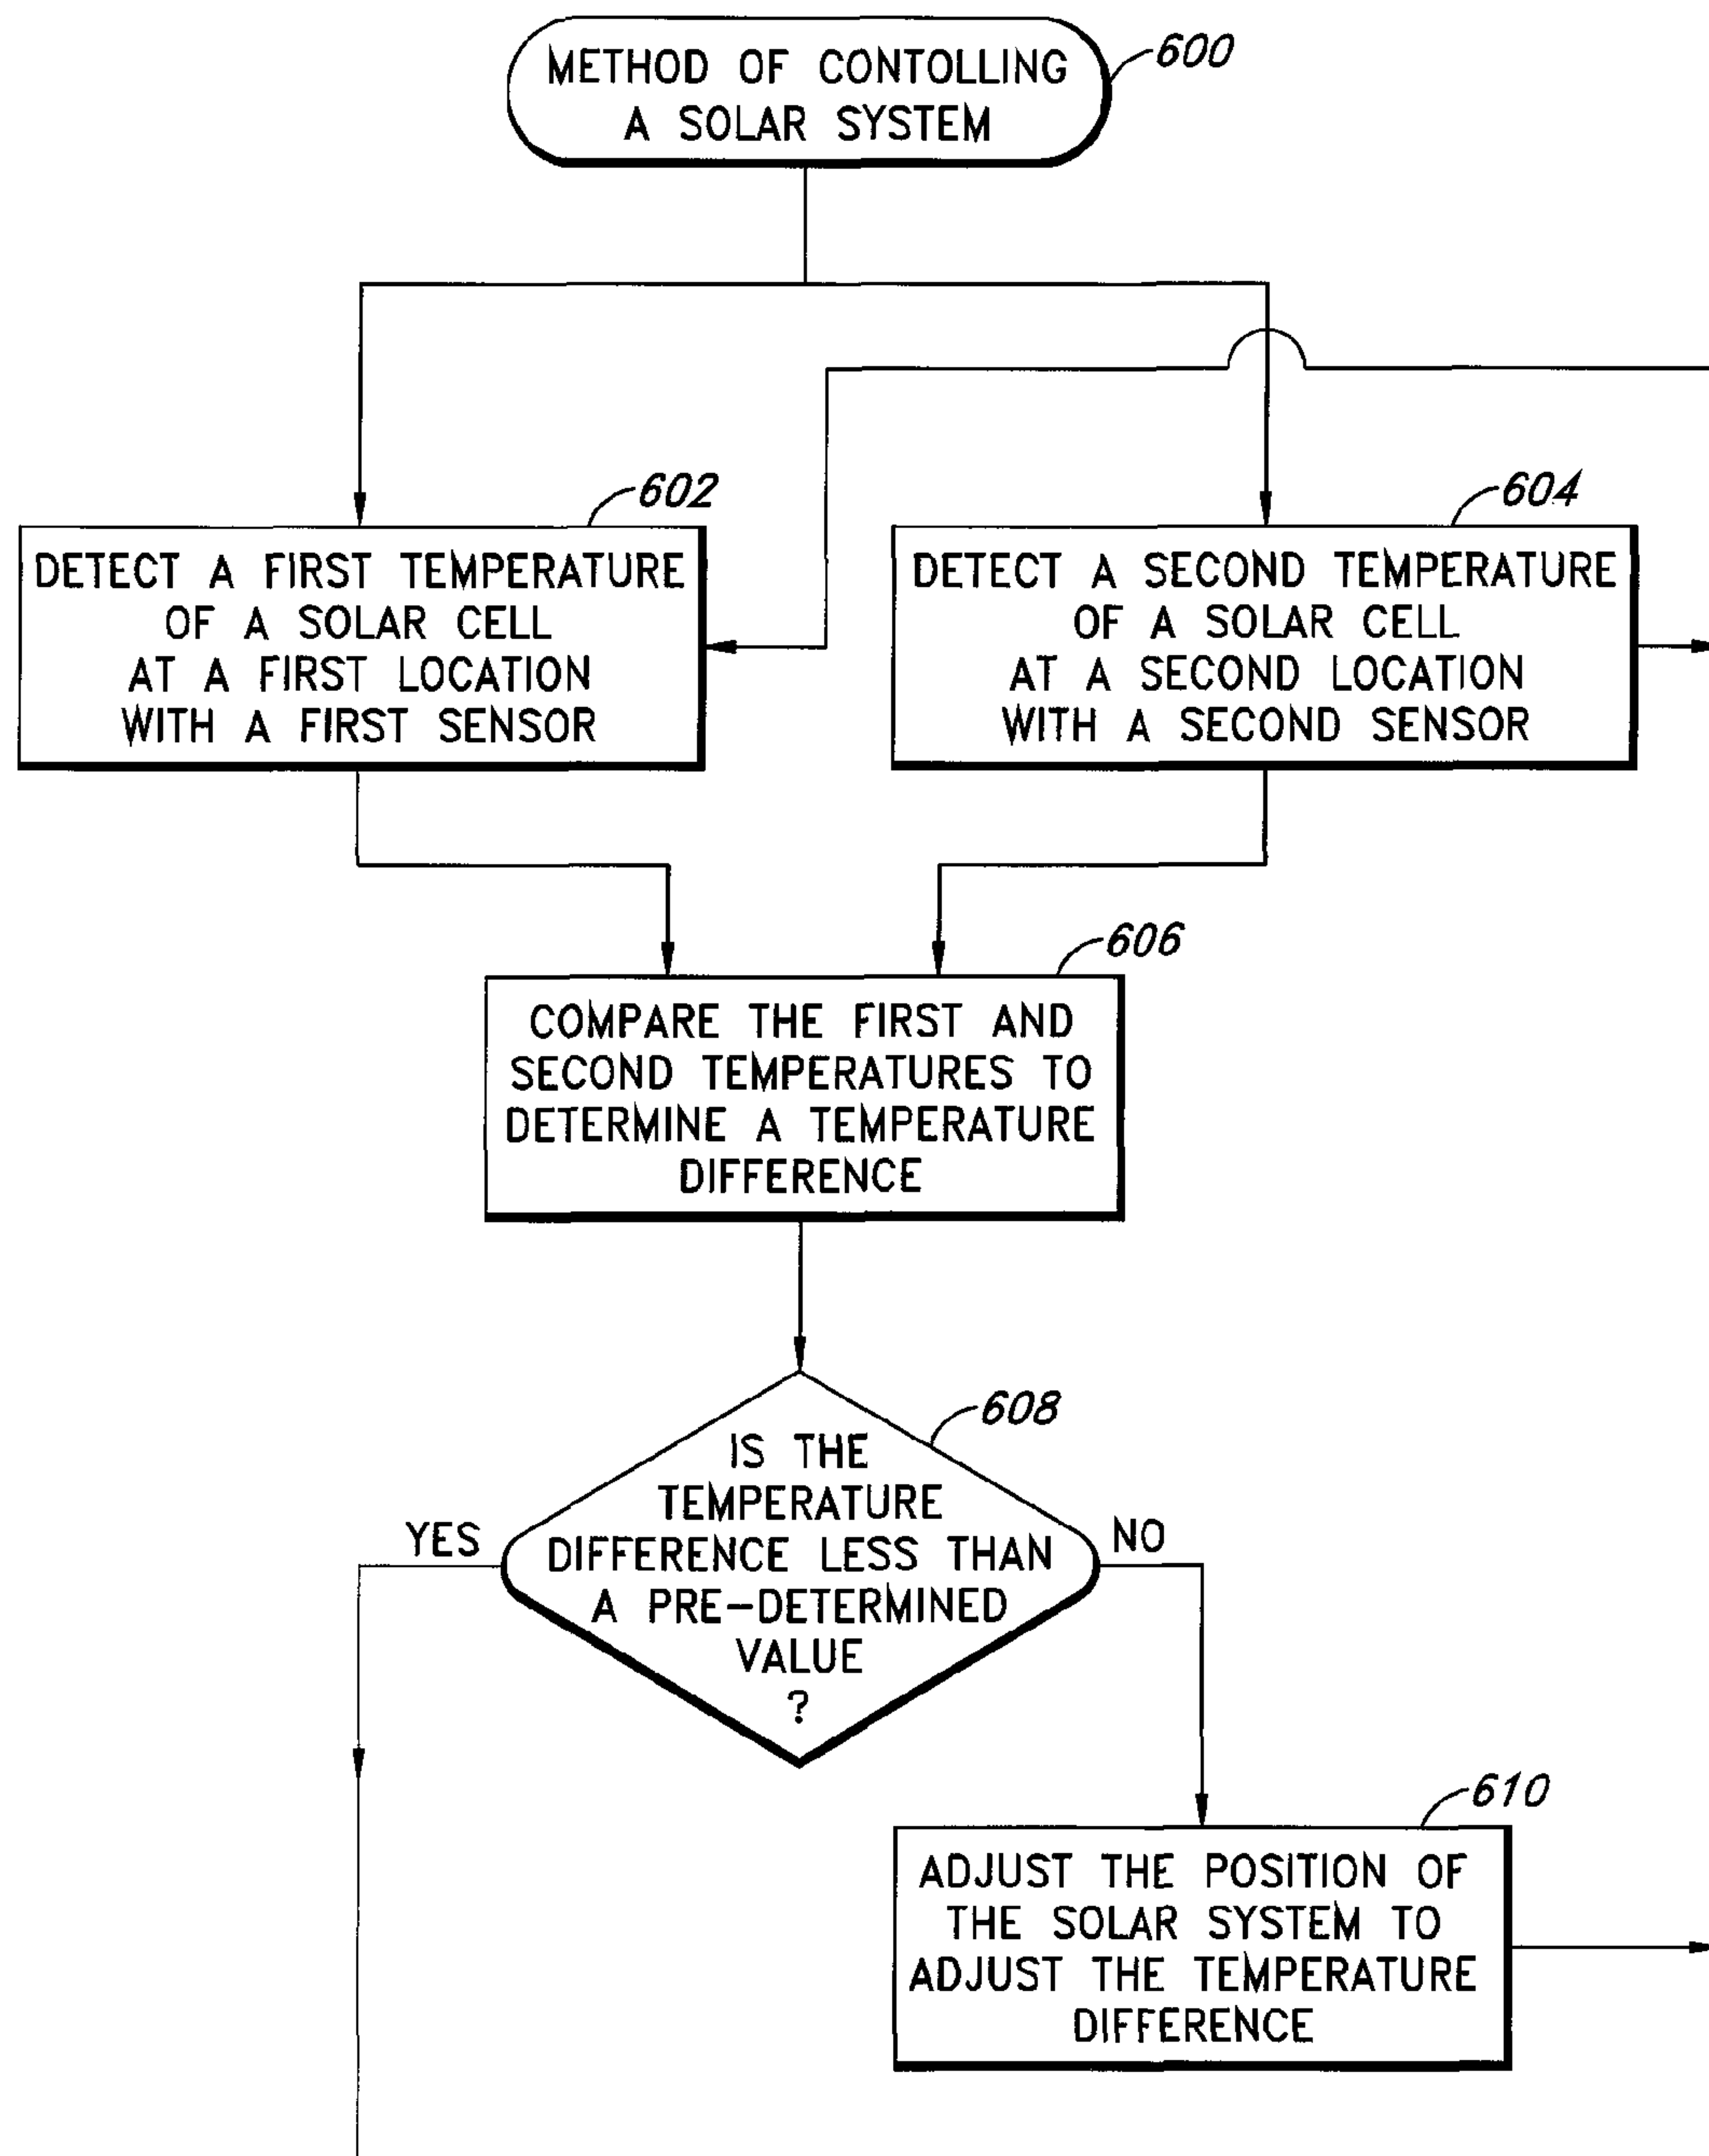 METHOD OF CONTOLLING
A SOLAR SYSTEM
600
602
DETECT A FIRST TEMPERATURE
OF A SOLAR CELL
AT A FIRST LOCATION
WITH A FIRST SENSOR
604
DETECT A SECOND TEMPERATURE
OF A SOLAR CELL
AT A SECOND LOCATION
WITH A SECOND SENSOR
606
COMPARE THE FIRST AND
SECOND TEMPERATURES TO
DETERMINE A TEMPERATURE
DIFFERENCE
608
IS THE
TEMPERATURE
DIFFERENCE LESS THAN
A PRE-DETERMINED
VALUE
?
YES
NO
610
ADJUST THE POSITION OF
THE SOLAR SYSTEM TO
ADJUST THE TEMPERATURE
DIFFERENCE